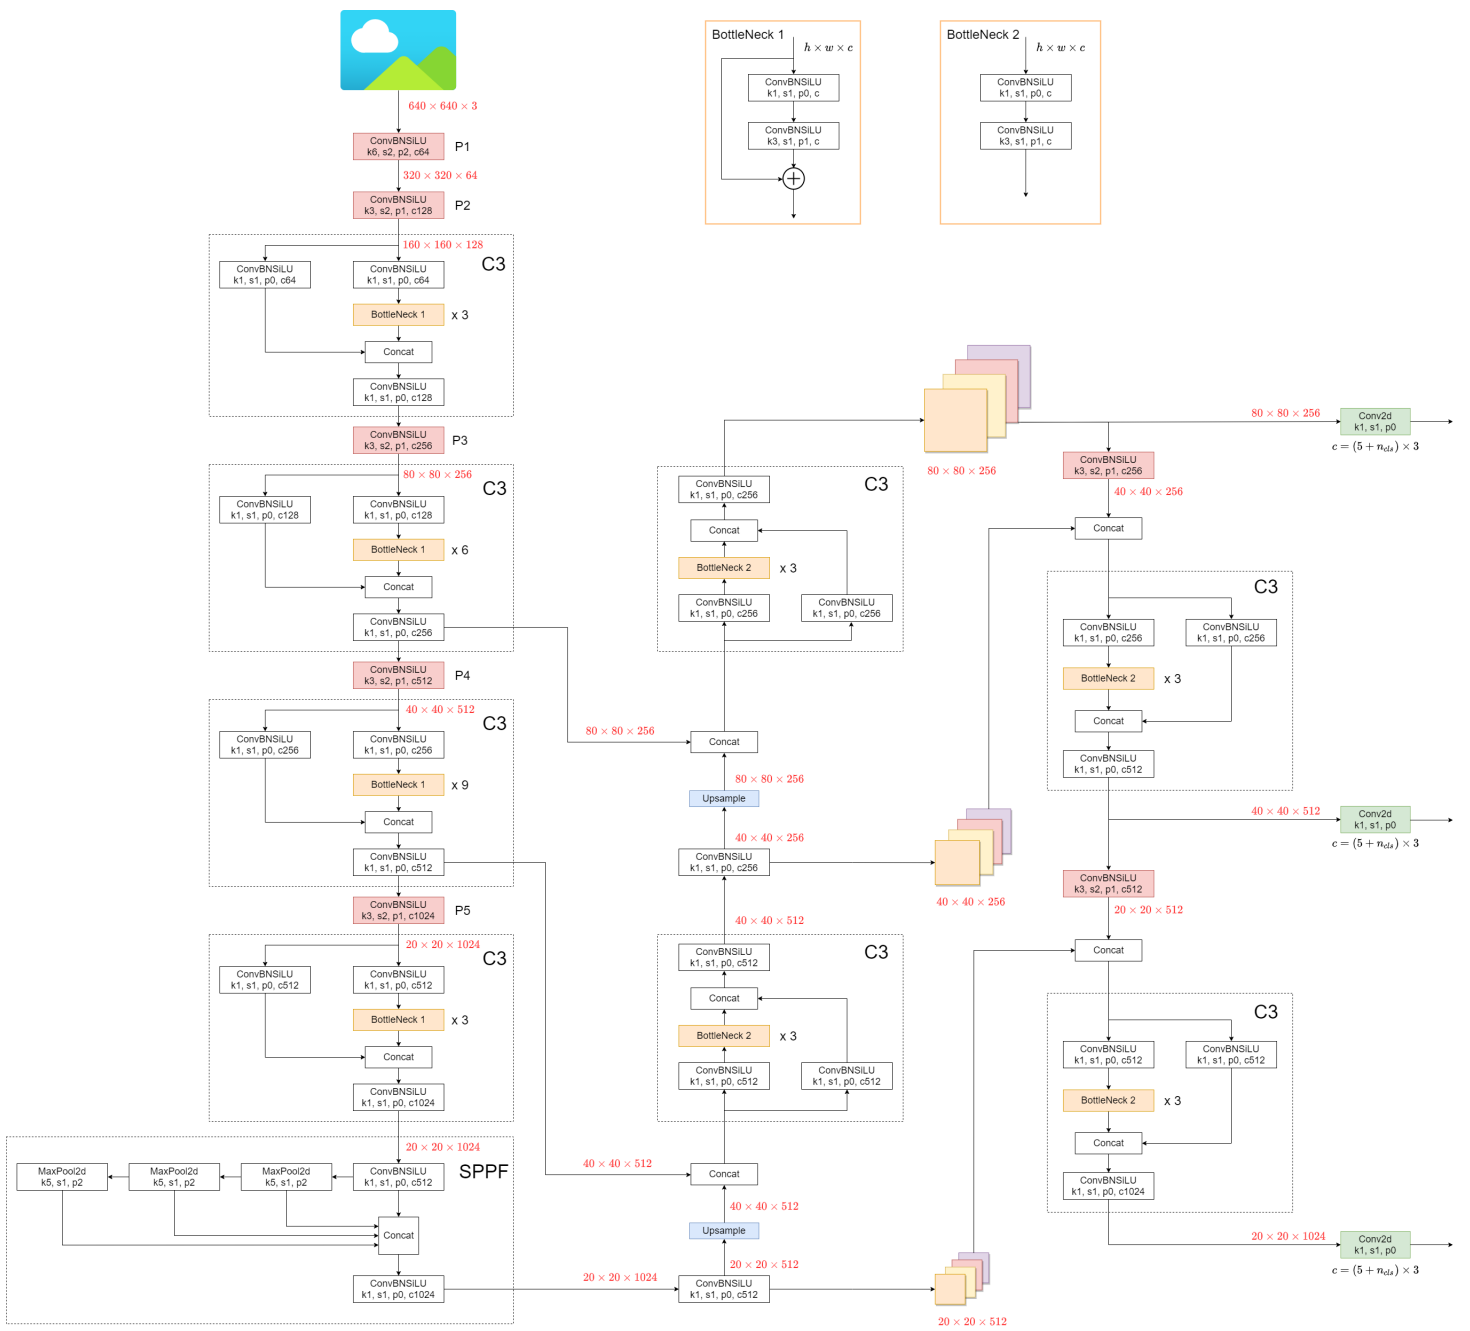 640 × 640 × 3
ConvBNSiLU
k6, s2, p2, c64
P1
320 × 320 × 64
ConvBNSiLU
k3, s2, p1, c128
P2
160 × 160 × 128
C3
ConvBNSiLU
k1, s1, p0, c64
ConvBNSiLU
k1, s1, p0, c64
BottleNeck 1
x 3
Concat
ConvBNSiLU
k1, s1, p0, c128
ConvBNSiLU
k3, s2, p1, c256
P3
80 × 80 × 256
C3
ConvBNSiLU
k1, s1, p0, c128
ConvBNSiLU
k1, s1, p0, c128
BottleNeck 1
x 6
Concat
ConvBNSiLU
k1, s1, p0, c256
ConvBNSiLU
k3, s2, p1, c512
P4
40 × 40 × 512
C3
ConvBNSiLU
k1, s1, p0, c256
ConvBNSiLU
k1, s1, p0, c256
BottleNeck 1
x 9
Concat
ConvBNSiLU
k1, s1, p0, c512
ConvBNSiLU
k3, s2, p1, c1024
P5
20 × 20 × 1024
C3
ConvBNSiLU
k1, s1, p0, c512
ConvBNSiLU
k1, s1, p0, c512
BottleNeck 1
x 3
Concat
ConvBNSiLU
k1, s1, p0, c1024
20 × 20 × 1024
SPPF
MaxPool2d
k5, s1, p2
MaxPool2d
k5, s1, p2
MaxPool2d
k5, s1, p2
ConvBNSiLU
k1, s1, p0, c512
Concat
ConvBNSiLU
k1, s1, p0, c1024
20 × 20 × 1024
BottleNeck 1
h × w × c
ConvBNSiLU
k1, s1, p0, c
ConvBNSiLU
k3, s1, p1, c
BottleNeck 2
h × w × c
ConvBNSiLU
k1, s1, p0, c
ConvBNSiLU
k3, s1, p1, c
C3
ConvBNSiLU
k1, s1, p0, c256
Concat
BottleNeck 2
x 3
ConvBNSiLU
k1, s1, p0, c256
ConvBNSiLU
k1, s1, p0, c256
80 × 80 × 256
Concat
80 × 80 × 256
Upsample
40 × 40 × 256
ConvBNSiLU
k1, s1, p0, c256
40 × 40 × 512
C3
ConvBNSiLU
k1, s1, p0, c512
Concat
BottleNeck 2
x 3
ConvBNSiLU
k1, s1, p0, c512
ConvBNSiLU
k1, s1, p0, c512
40 × 40 × 512
Concat
40 × 40 × 512
Upsample
20 × 20 × 512
ConvBNSiLU
k1, s1, p0, c512
80 × 80 × 256
40 × 40 × 256
20 × 20 × 512
80 × 80 × 256
Conv2d
k1, s1, p0
c = (5 + n_cls) × 3
ConvBNSiLU
k3, s2, p1, c256
40 × 40 × 256
Concat
C3
ConvBNSiLU
k1, s1, p0, c256
ConvBNSiLU
k1, s1, p0, c256
BottleNeck 2
x 3
Concat
ConvBNSiLU
k1, s1, p0, c512
40 × 40 × 512
Conv2d
k1, s1, p0
c = (5 + n_cls) × 3
ConvBNSiLU
k3, s2, p1, c512
20 × 20 × 512
Concat
C3
ConvBNSiLU
k1, s1, p0, c512
ConvBNSiLU
k1, s1, p0, c512
BottleNeck 2
x 3
Concat
ConvBNSiLU
k1, s1, p0, c1024
20 × 20 × 1024
Conv2d
k1, s1, p0
c = (5 + n_cls) × 3